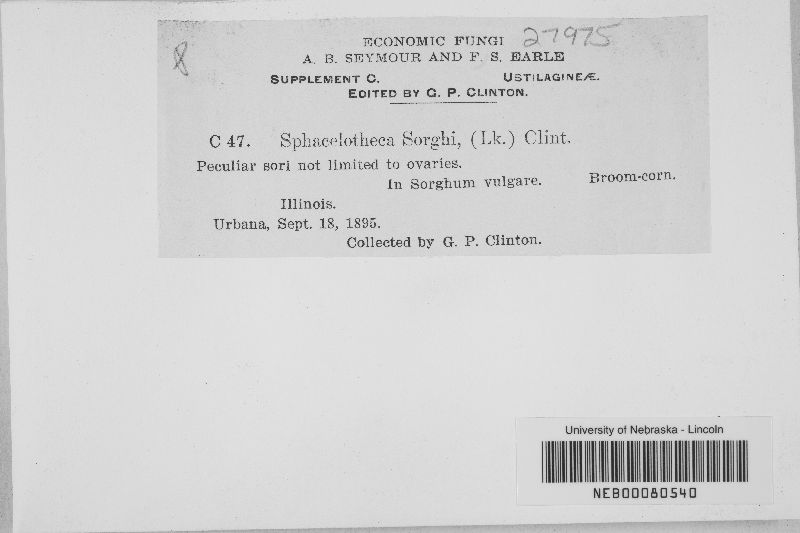 8
ECONOMIC FUNGI 27975
A. B. SEYMOUR AND F. S. EARLE
SUPPLEMENT C. USTILAGINEÆ.
EDITED BY G. P. CLINTON.
C 47. Sphacelotheca Sorghi, (Lk.) Clint.
Peculiar sori not limited to ovaries.
In Sorghum vulgare. Broom-corn.
Illinois.
Urbana, Sept. 18, 1895.
Collected by G. P. Clinton.
University of Nebraska - Lincoln
NEB00080540